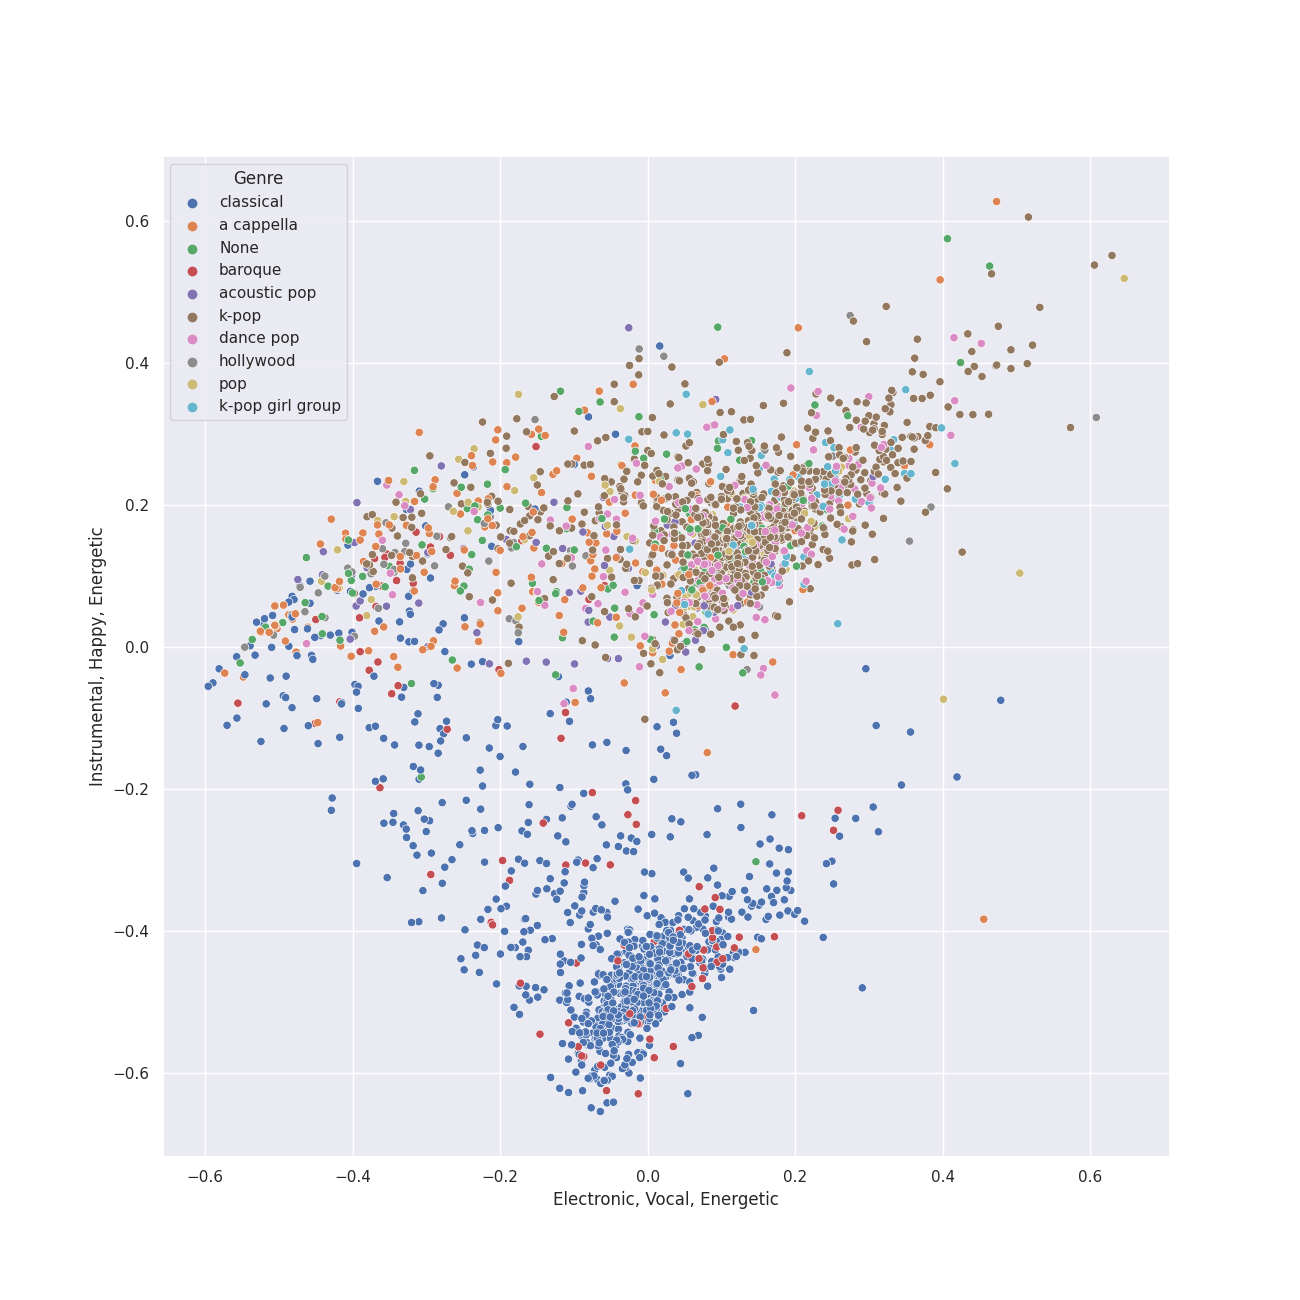 Genre
classical
a cappella
None
baroque
acoustic pop
k-pop
dance pop
hollywood
pop
k-pop girl group
0.6
0.4
0.2
0.0
−0.2
−0.4
−0.6
Instrumental, Happy, Energetic
−0.6 −0.4 −0.2 0.0 0.2 0.4 0.6
Electronic, Vocal, Energetic